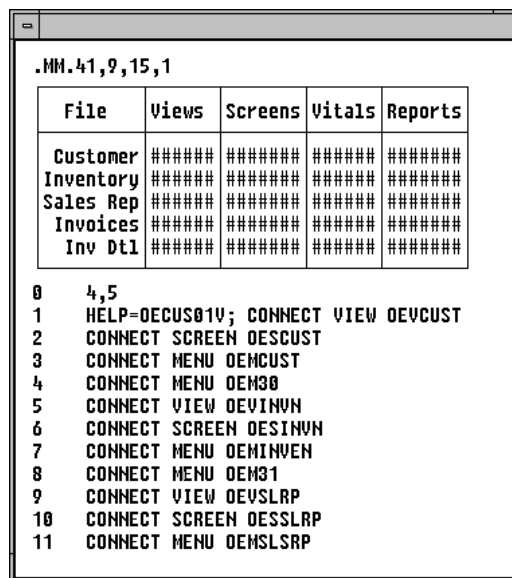 .MM.41,9,15,1
File Views Screens Vitals Reports
Customer ###### ####### ###### #######
Inventory ###### ####### ###### #######
Sales Rep ###### ####### ###### #######
Invoices ###### ####### ###### #######
Inv Dtl ###### ####### ###### #######
0 4,5
1 HELP=OECUS01V; CONNECT VIEW OEVCUST
2 CONNECT SCREEN OESCUST
3 CONNECT MENU OEMCUST
4 CONNECT MENU OEM30
5 CONNECT VIEW OEVINVN
6 CONNECT SCREEN OESINVN
7 CONNECT MENU OEMINVEN
8 CONNECT MENU OEM31
9 CONNECT VIEW OEVSLRP
10 CONNECT SCREEN OESSLRP
11 CONNECT MENU OEMSLSRP